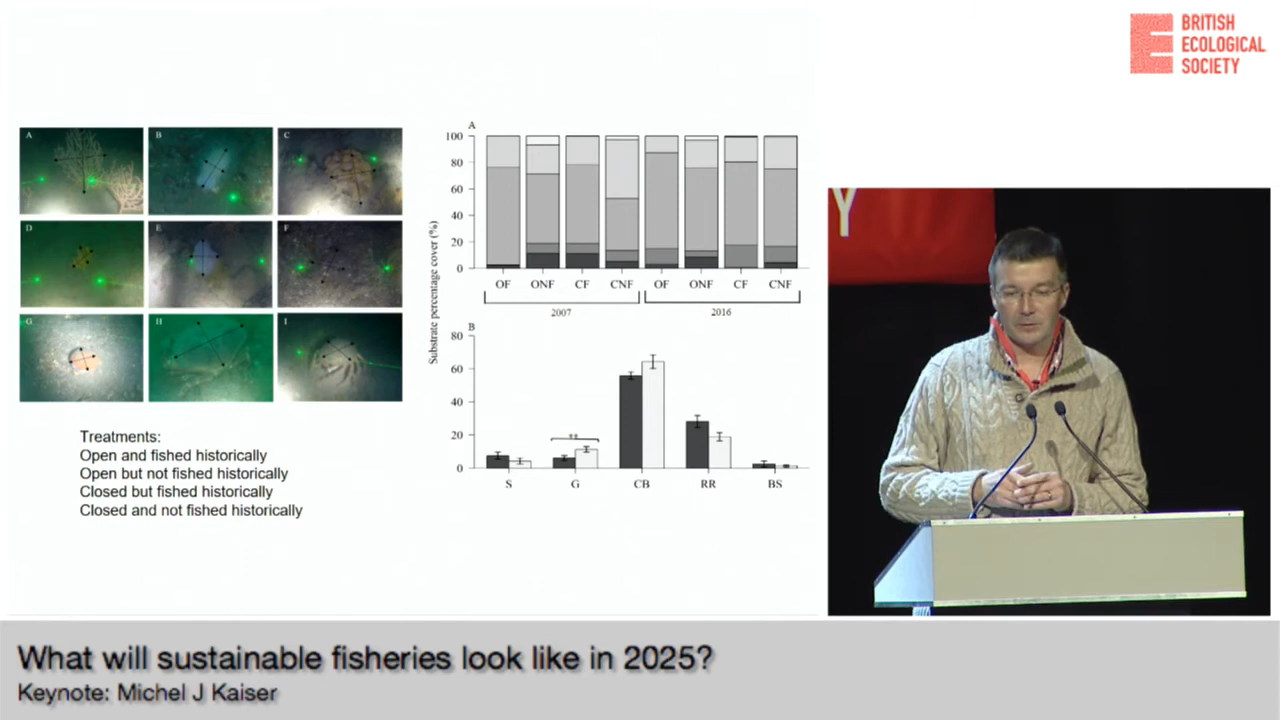 BRITISH
ECOLOGICAL
SOCIETY
A
B
C
D
E
F
G
H
I
Treatments:
Open and fished historically
Open but not fished historically
Closed but fished historically
Closed and not fished historically
A
Substrate percentage cover (%)
100
80
60
40
20
0
OF ONF CF CNF OF ONF CF CNF
2007 2016
B
80
60
40
20
0
**
S G CB RR BS
Y
What will sustainable fisheries look like in 2025?
Keynote: Michel J Kaiser